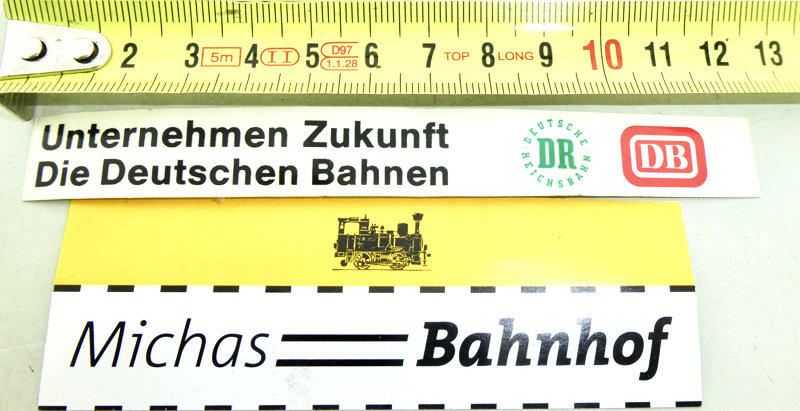 2 3 5m 4 II 5 D97 1.1.28 6 7 TOP 8 LONG 9 10 11 12 13
Unternehmen Zukunft
Die Deutschen Bahnen
DEUTSCHE REICHSBAHN
DR
DB
Michas Bahnhof